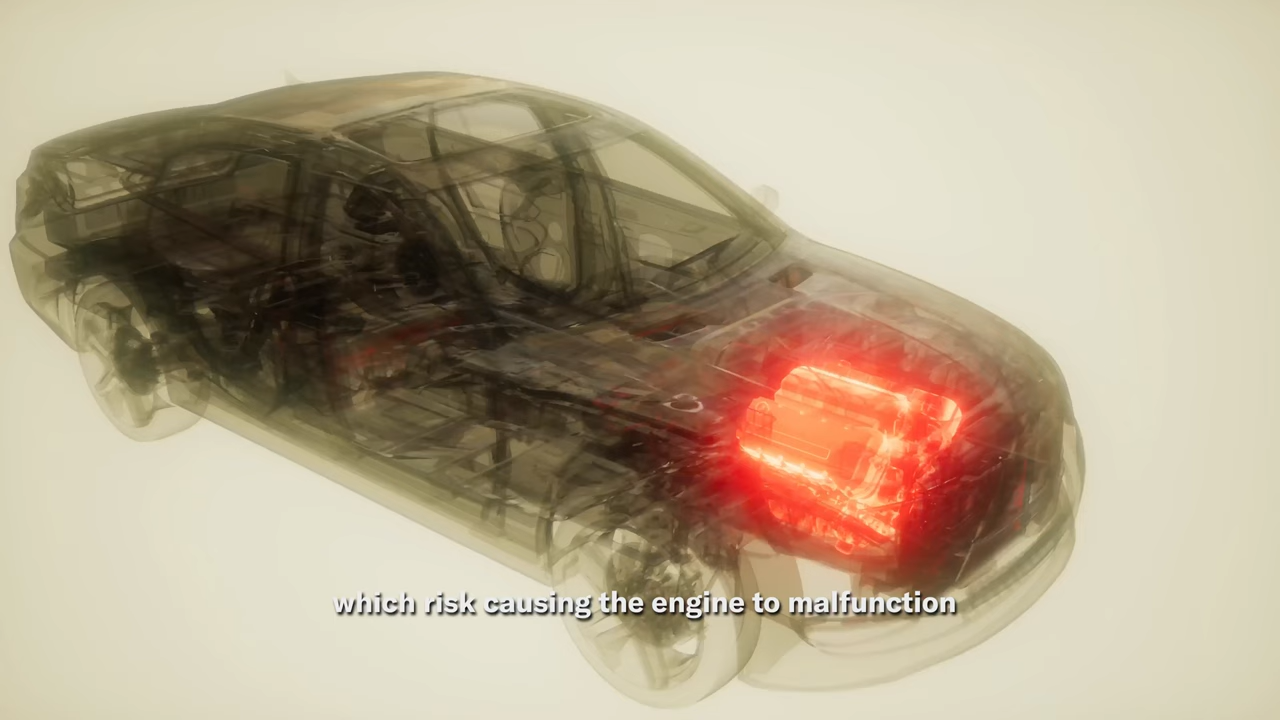 which risk causing the engine to malfunction